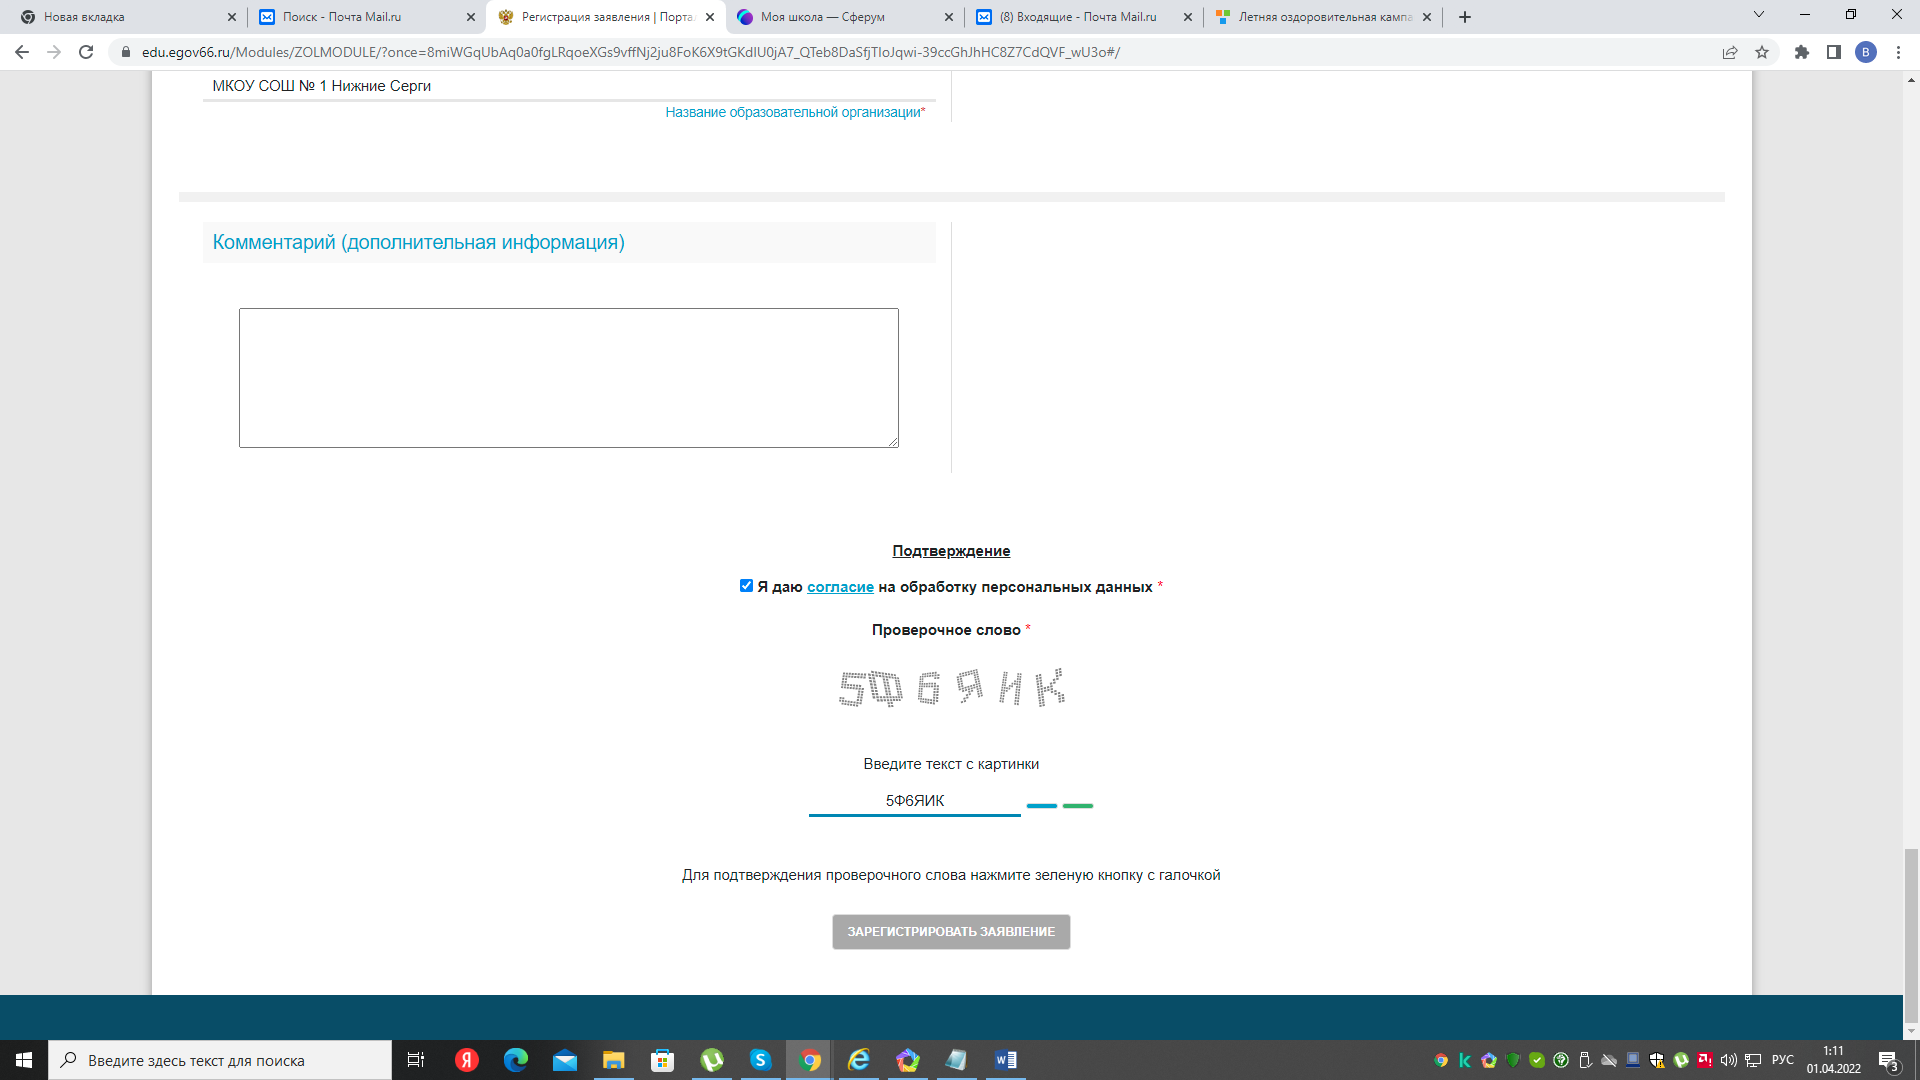 Новая вкладка
Поиск - Почта Mail.ru
Регистрация заявления | Порта
Моя школа — Сферум
(8) Входящие - Почта Mail.ru
Летняя оздоровительная кампа
edu.egov66.ru/Modules/ZOLMODULE/?once=8miWGqUbAq0a0fgLRqoeXGs9vffNj2ju8FoK6X9tGKdIU0jA7_QTeb8DaSfjTIoJqwi-39ccGhJhHC8Z7CdQVF_wU3o#/
B
МКОУ СОШ № 1 Нижние Серги
Название образовательной организации*
Комментарий (дополнительная информация)
Подтверждение
Я даю согласие на обработку персональных данных *
Проверочное слово *
5Ф6ЯИК
Введите текст с картинки
5Ф6ЯИК
Для подтверждения проверочного слова нажмите зеленую кнопку с галочкой
ЗАРЕГИСТРИРОВАТЬ ЗАЯВЛЕНИЕ
Введите здесь текст для поиска
РУС
1:11
01.04.2022
3